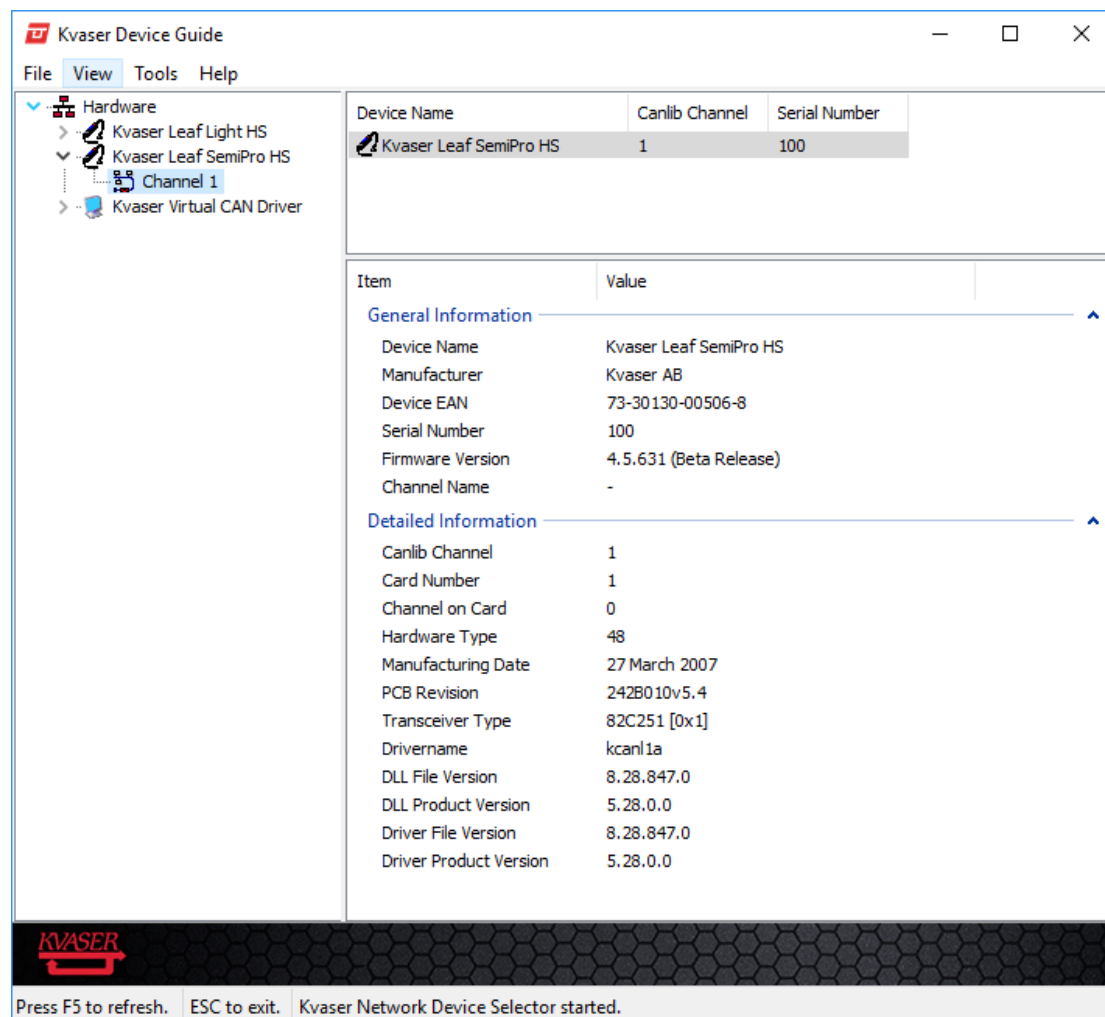 Kvaser Device Guide
File View Tools Help
Hardware
Kvaser Leaf Light HS
Kvaser Leaf SemiPro HS
Channel 1
Kvaser Virtual CAN Driver
Device Name Canlib Channel Serial Number
Kvaser Leaf SemiPro HS 1 100
Item Value
General Information
Device Name Kvaser Leaf SemiPro HS
Manufacturer Kvaser AB
Device EAN 73-30130-00506-8
Serial Number 100
Firmware Version 4.5.631 (Beta Release)
Channel Name -
Detailed Information
Canlib Channel 1
Card Number 1
Channel on Card 0
Hardware Type 48
Manufacturing Date 27 March 2007
PCB Revision 242B010v5.4
Transceiver Type 82C251 [0x1]
Drivername kcanl1a
DLL File Version 8.28.847.0
DLL Product Version 5.28.0.0
Driver File Version 8.28.847.0
Driver Product Version 5.28.0.0
KVASER
Press F5 to refresh. ESC to exit. Kvaser Network Device Selector started.